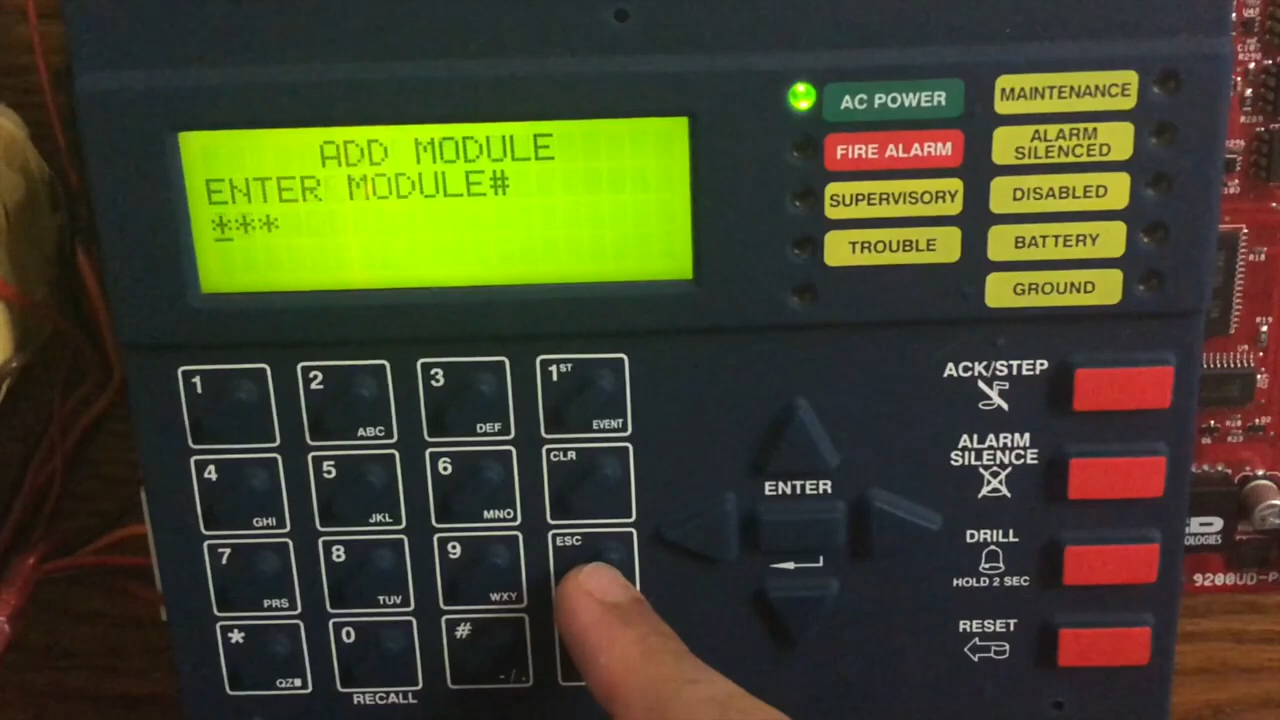 ADD MODULE
ENTER MODULE#
***
AC POWER
FIRE ALARM
SUPERVISORY
TROUBLE
MAINTENANCE
ALARM
SILENCED
DISABLED
BATTERY
GROUND
1
2
ABC
3
DEF
1ST
EVENT
4
GHI
5
JKL
6
MNO
CLR
7
PRS
8
TUV
9
WXY
ESC
*
QZ
0
RECALL
#
- / .
ENTER
ACK/STEP
ALARM
SILENCE
DRILL
HOLD 2 SEC
RESET
R18
R19
9200UD-P